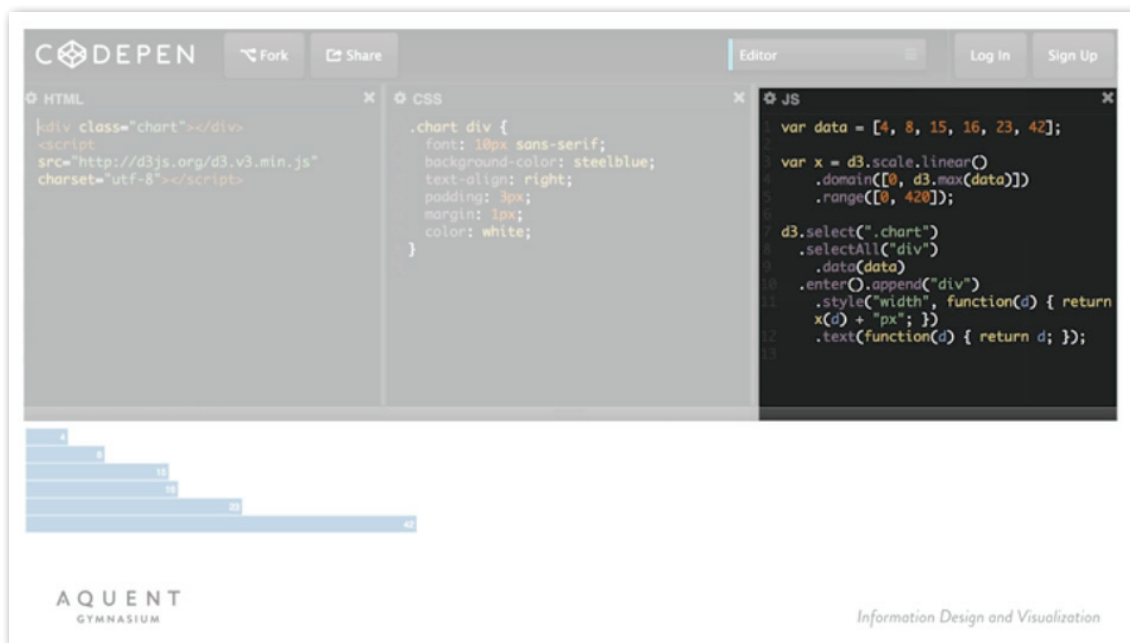 CODEPEN
Fork
Share
Editor
Log In
Sign Up
HTML
<div class="chart"></div>
<script
src="http://d3js.org/d3.v3.min.js"
charset="utf-8"></script>
CSS
.chart div {
font: 10px sans-serif;
background-color: steelblue;
text-align: right;
padding: 3px;
margin: 1px;
color: white;
}
JS
1 var data = [4, 8, 15, 16, 23, 42];
2
3 var x = d3.scale.linear()
4 .domain([0, d3.max(data)])
5 .range([0, 420]);
6
7 d3.select(".chart")
8 .selectAll("div")
9 .data(data)
10 .enter().append("div")
11 .style("width", function(d) { return
x(d) + "px"; })
12 .text(function(d) { return d; });
13
4
8
15
16
23
42
AQUENT
GYMNASIUM
Information Design and Visualization